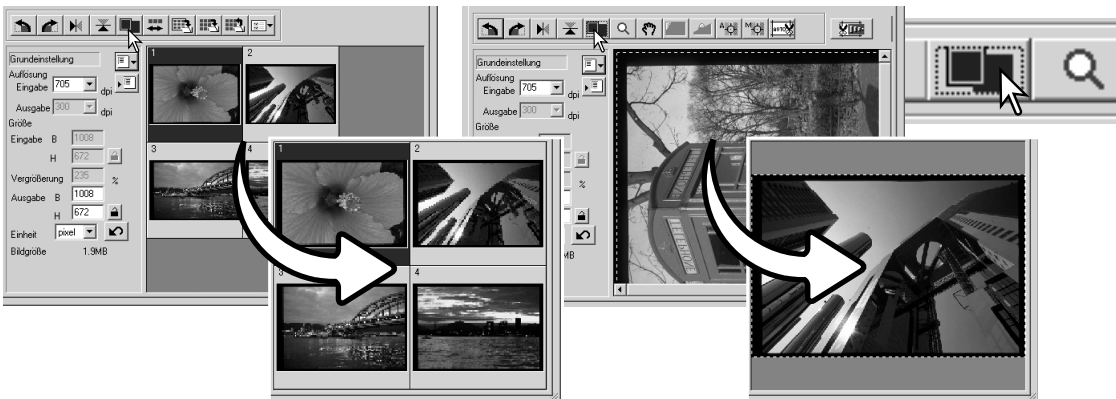 Grundeinstellung
Auflösung
Eingabe 705 dpi
Ausgabe 300 dpi
Größe
Eingabe B 1008
H 672
Vergrößerung 235 %
Ausgabe B 1008
H 672
Einheit pixel
Bildgröße 1.9MB
1
2
3
4
1
2
3
4
Grundeinstellung
Auflösung
Eingabe 705 dpi
Ausgabe 300 dpi
Größe
%
MB
TELEPHONE
AUTO